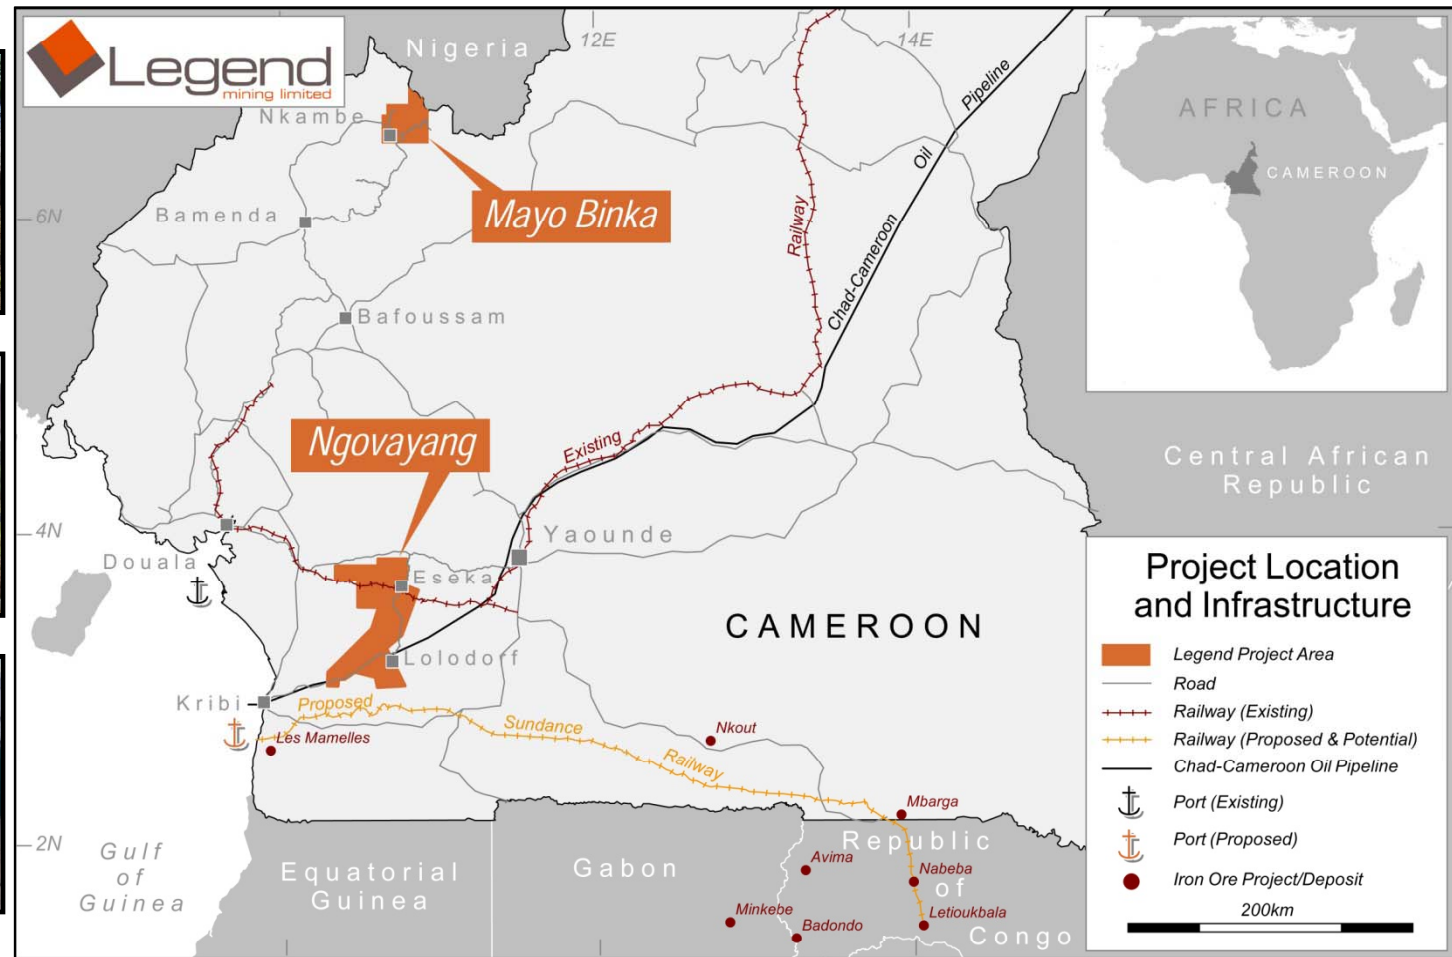 Legend
mining limited
Nigeria
12E
14E
Nkambe
Mayo Binka
6N
Bamenda
Bafoussam
Railway
Chad-Cameroon
Oil
Pipeline
AFRICA
CAMEROON
Ngovayang
Existing
Central African
Republic
4N
Douala
Yaounde
Eseka
CAMEROON
Lolodorf
Kribi
Proposed
Sundance
Railway
Les Mamelles
Nkout
Mbarga
2N
Gulf
of
Guinea
Equatorial
Guinea
Gabon
Republic
of
Congo
Avima
Nabeba
Minkebe
Badondo
Letioukbala
Project Location
and Infrastructure
Legend Project Area
Road
Railway (Existing)
Railway (Proposed & Potential)
Chad-Cameroon Oil Pipeline
Port (Existing)
Port (Proposed)
Iron Ore Project/Deposit
200km